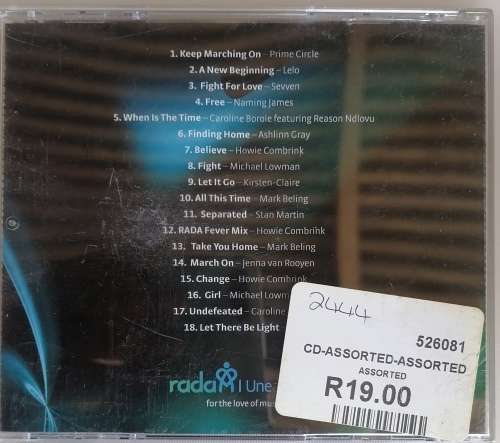 1. Keep Marching On – Prime Circle
2. A New Beginning – Lelo
3. Fight For Love – Sevven
4. Free – Naming James
5. When Is The Time – Caroline Borole featuring Reason Ndlovu
6. Finding Home – Ashlinn Gray
7. Believe – Howie Combrink
8. Fight – Michael Lowman
9. Let It Go – Kirsten-Claire
10. All This Time – Mark Beling
11. Separated – Stan Martin
12. RADA Fever Mix – Howie Combrink
13. Take You Home – Mark Beling
14. March On – Jenna van Rooyen
15. Change – Howie Combrink
16. Girl – Michael Lowm
17. Undefeated – Caroline
18. Let There Be Light
2444
526081
CD-ASSORTED-ASSORTED
ASSORTED
R19.00
rada | Une
for the love of mu